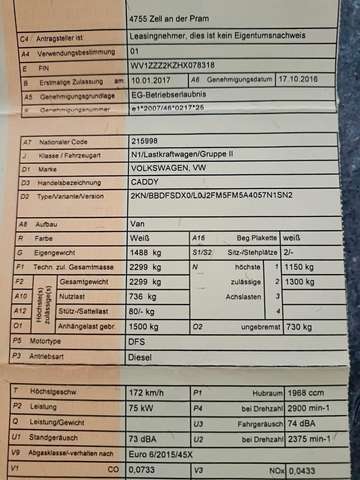 4755 Zell an der Pram
C4 Antragsteller ist Leasingnehmer, dies ist kein Eigentumsnachweis
A4 Verwendungsbestimmung 01
E FIN WV1ZZZ2KZHX078318
B Erstmalige Zulassung am: 10.01.2017 A6 Genehmigungsdatum 17.10.2016
A5 Genehmigungsgrundlage EG-Betriebserlaubnis
K Genehmigungsnummer e1*2007/46*0217*25
A7 Nationaler Code 215998
J Klasse / Fahrzeugart N1/Lastkraftwagen/Gruppe II
D1 Marke VOLKSWAGEN, VW
D3 Handelsbezeichnung CADDY
D2 Type/Variante/Version 2KN/BBDFSDX0/L0J2FM5FM5A4057N1SN2
A8 Aufbau Van
R Farbe Weiß A16 Beg.Plakette weiß
G Eigengewicht 1488 kg S1/S2 Sitz-/Stehplätze 2/-
F1 Techn. zul. Gesamtmasse 2299 kg N höchste 1 1150 kg
F2 Höchste(s) zulässige(s) Gesamtgewicht 2299 kg zulässige 2 1300 kg
A10 Nutzlast 736 kg Achslasten 3
A12 Stütz-/Sattellast 80/- kg 4
O1 Anhängelast gebr. 1500 kg O2 ungebremst 730 kg
P5 Motortype DFS
P3 Antriebsart Diesel
T Höchstgeschw 172 km/h P1 Hubraum 1968 ccm
P2 Leistung 75 kW P4 bei Drehzahl 2900 min-1
Q Leistung/Gewicht U3 Fahrgeräusch 74 dBA
U1 Standgeräusch 73 dBA U2 bei Drehzahl 2375 min-1
V9 Abgasklasse/-verhalten nach Euro 6/2015/45X
V1 CO 0,0733 V3 NOx 0,0433